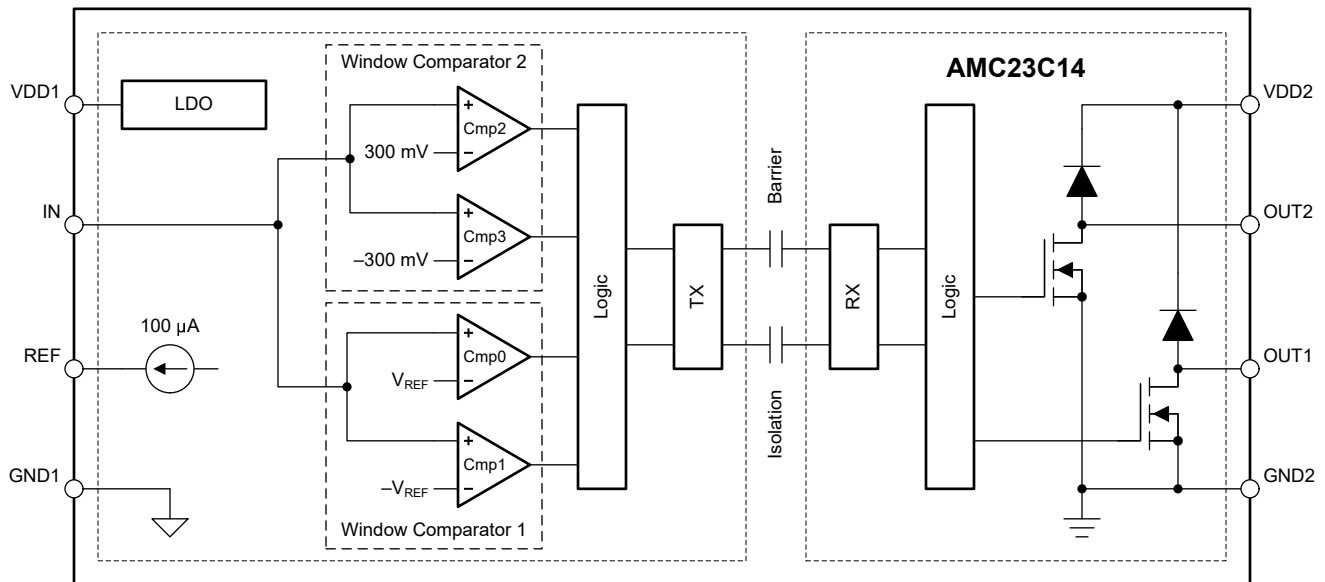 Window Comparator 2
AMC23C14
VDD1
LDO
VDD2
Cmp2
300 mV
Barrier
IN
OUT2
Cmp3
–300 mV
Logic
TX
RX
Logic
100 µA
REF
Cmp0
VREF
OUT1
Isolation
Cmp1
–VREF
GND1
GND2
Window Comparator 1